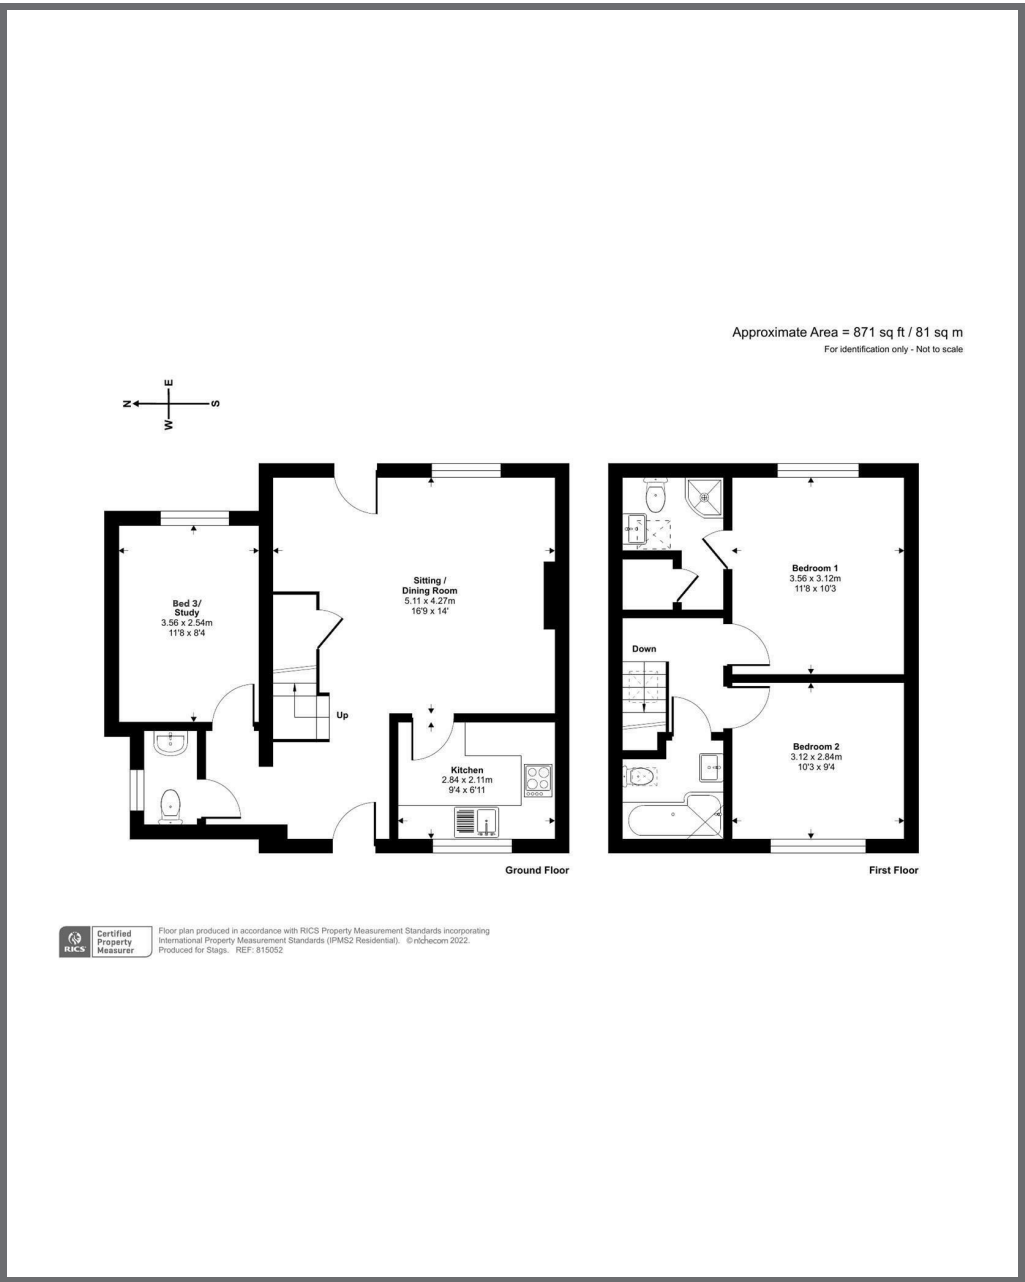 Approximate Area = 871 sq ft / 81 sq m
For identification only - Not to scale
E
N
S
W
Sitting /
Dining Room
5.11 x 4.27m
16'9 x 14'
Bed 3/
Study
3.56 x 2.54m
11'8 x 8'4
Up
Kitchen
2.84 x 2.11m
9'4 x 6'11
Ground Floor
Bedroom 1
3.56 x 3.12m
11'8 x 10'3
Down
Bedroom 2
3.12 x 2.84m
10'3 x 9'4
First Floor
RICS
Certified
Property
Measurer
Floor plan produced in accordance with RICS Property Measurement Standards incorporating
International Property Measurement Standards (IPMS2 Residential). © nichecom 2022.
Produced for Stags. REF: 815052